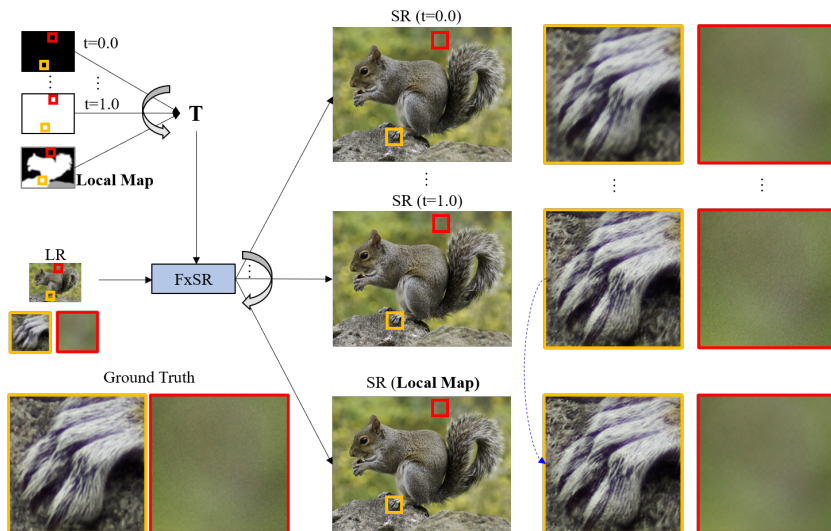 SR (t=0.0)
t=0.0
t=1.0
T
Local Map
SR (t=1.0)
LR
FxSR
Ground Truth
SR (Local Map)